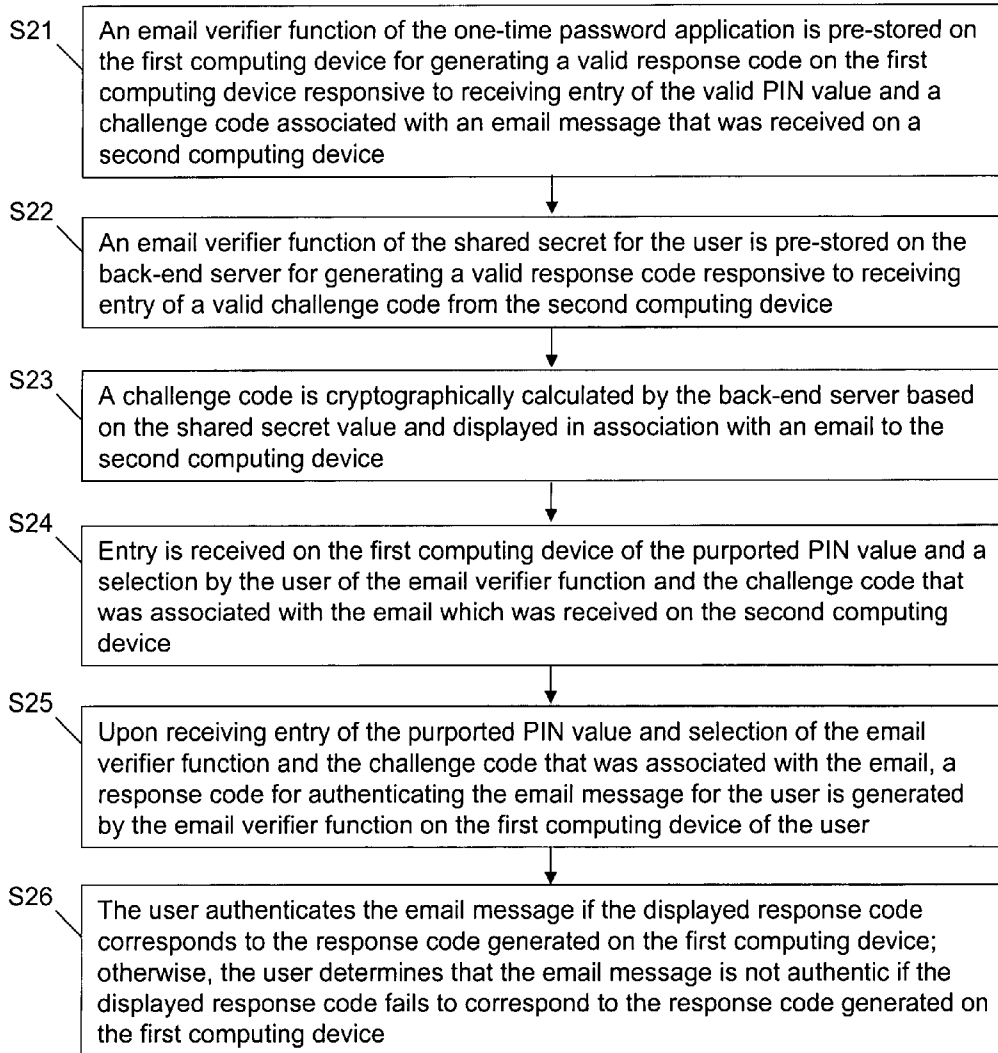 S21
An email verifier function of the one-time password application is pre-stored on
the first computing device for generating a valid response code on the first
computing device responsive to receiving entry of the valid PIN value and a
challenge code associated with an email message that was received on a
second computing device
S22
An email verifier function of the shared secret for the user is pre-stored on the
back-end server for generating a valid response code responsive to receiving
entry of a valid challenge code from the second computing device
S23
A challenge code is cryptographically calculated by the back-end server based
on the shared secret value and displayed in association with an email to the
second computing device
S24
Entry is received on the first computing device of the purported PIN value and a
selection by the user of the email verifier function and the challenge code that
was associated with the email which was received on the second computing
device
S25
Upon receiving entry of the purported PIN value and selection of the email
verifier function and the challenge code that was associated with the email, a
response code for authenticating the email message for the user is generated
by the email verifier function on the first computing device of the user
S26
The user authenticates the email message if the displayed response code
corresponds to the response code generated on the first computing device;
otherwise, the user determines that the email message is not authentic if the
displayed response code fails to correspond to the response code generated on
the first computing device